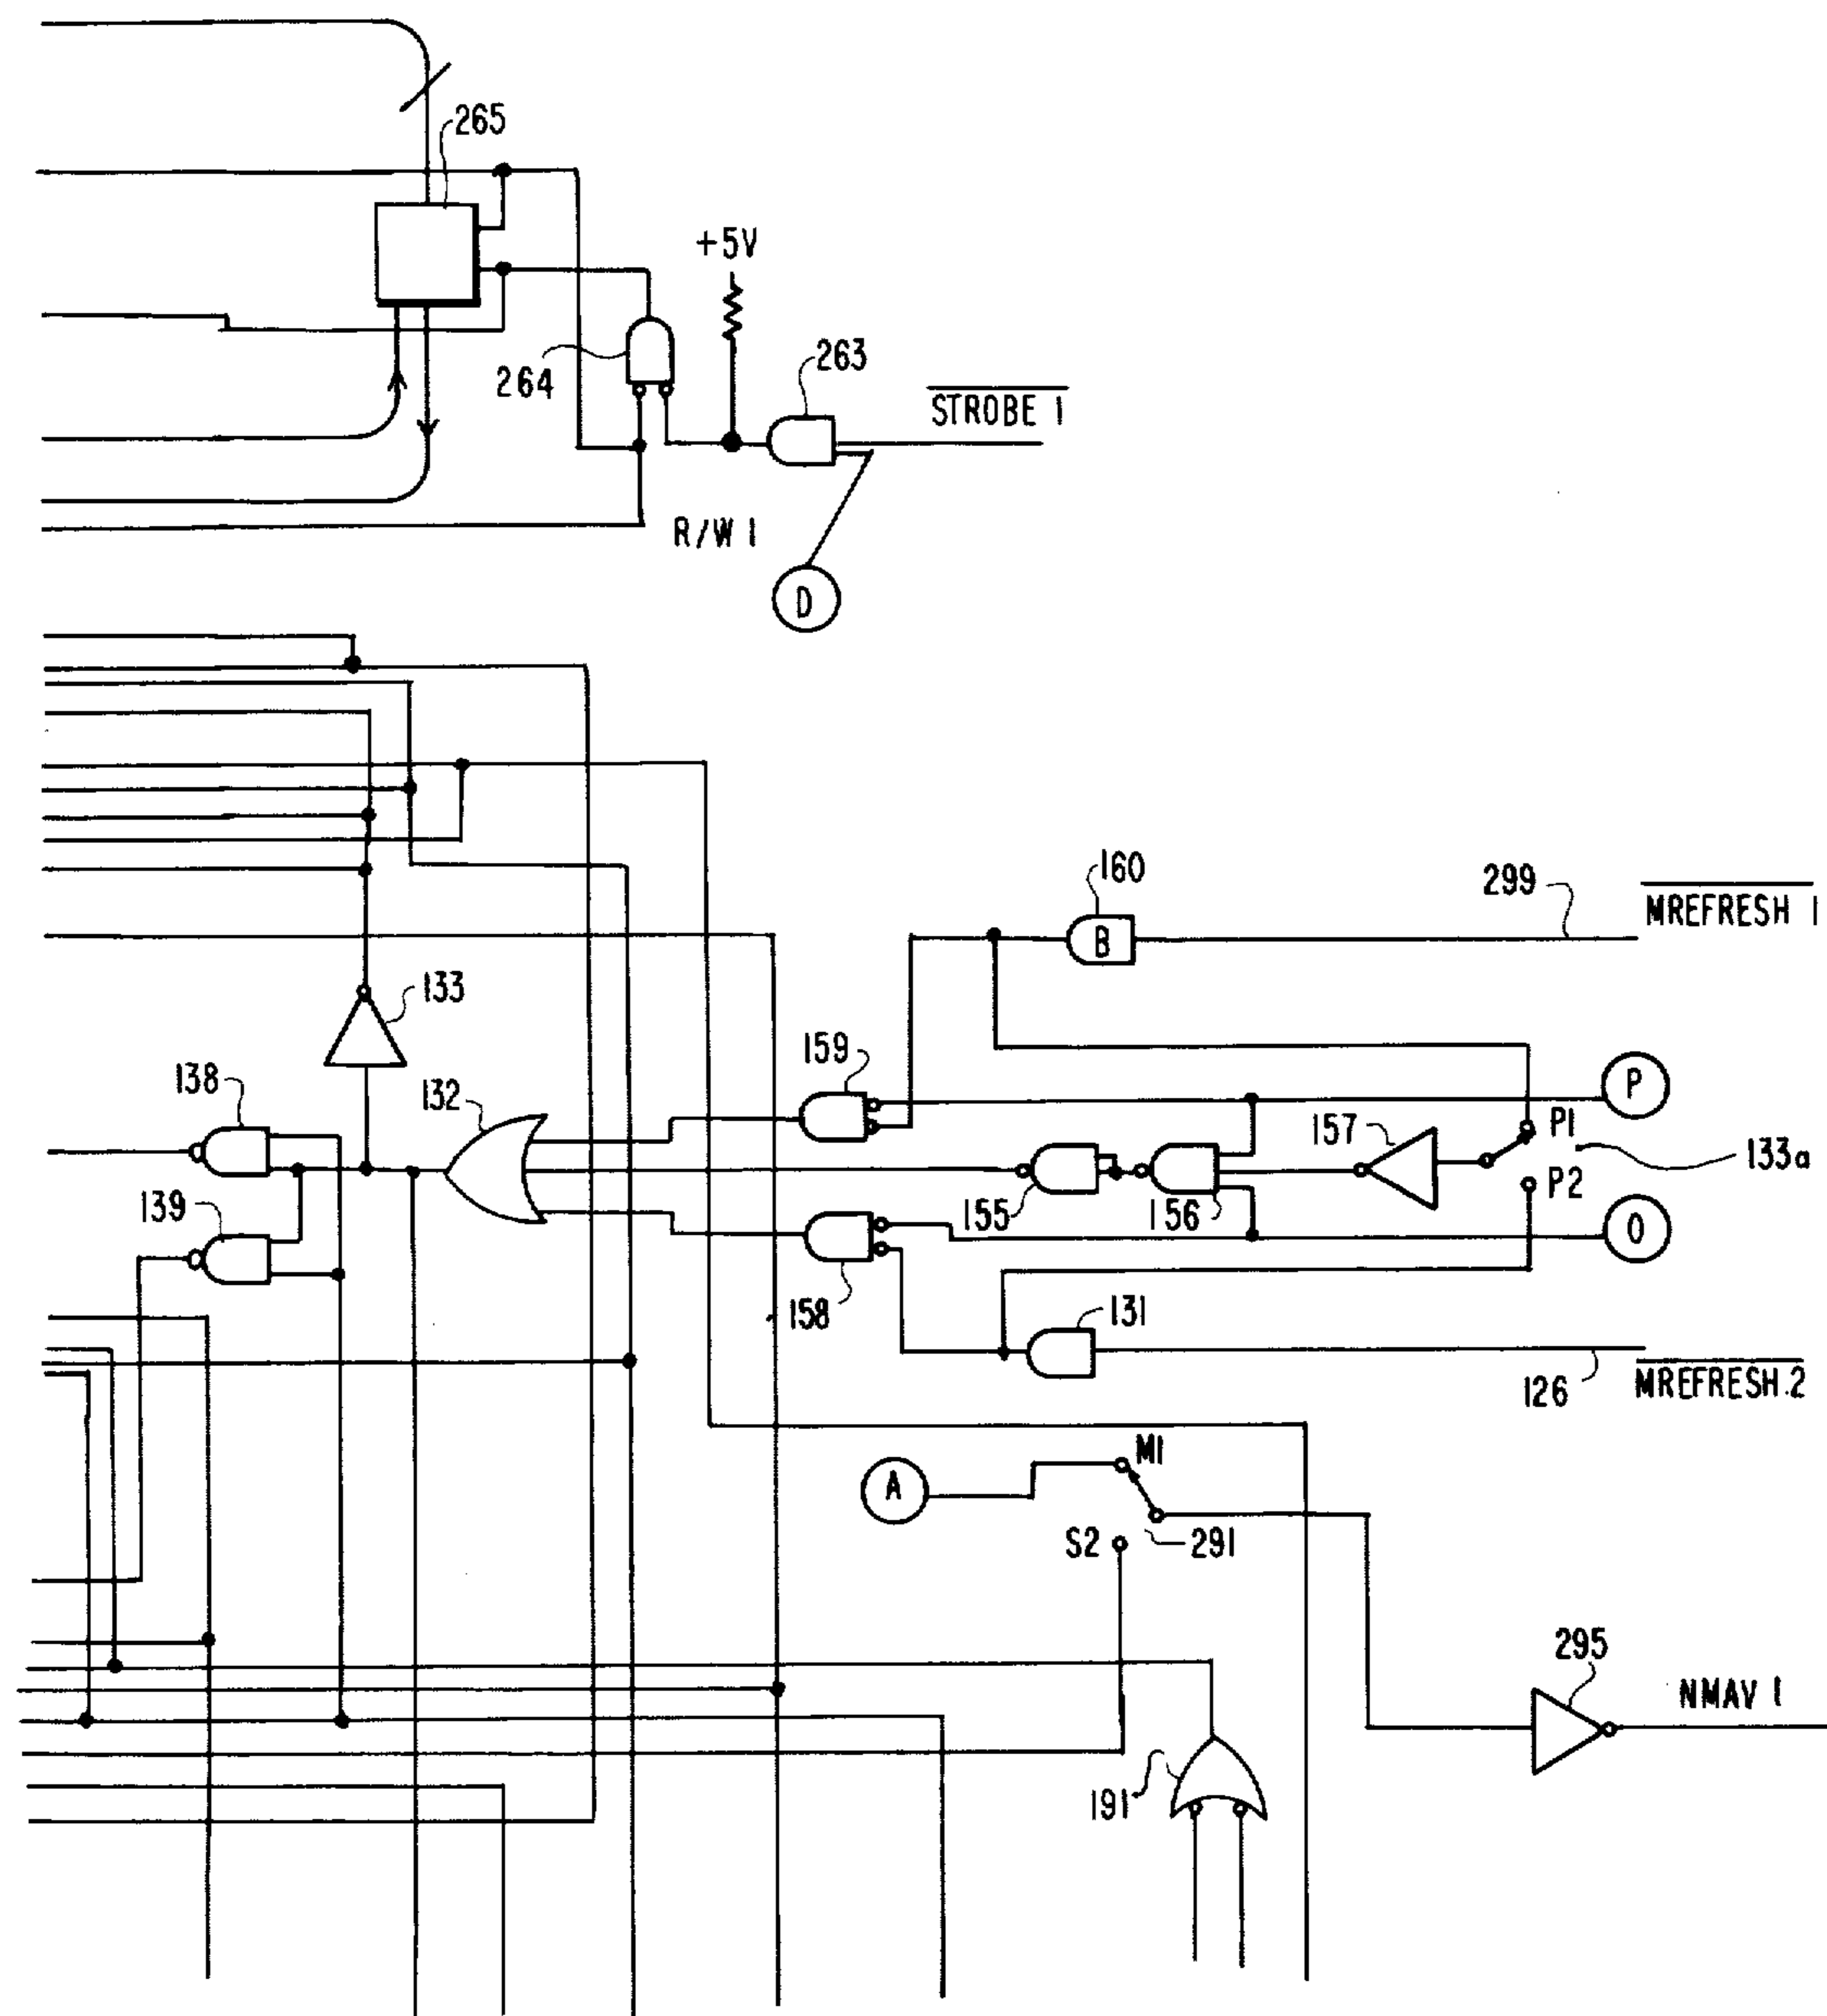 265
+5V
264
263
STROBE 1
R/W 1
D
160
B
299
MREFRESH 1
133
159
P
138
132
157
P1
133a
P2
139
155
156
O
158
131
126
MREFRESH.2
M1
A
S2
291
295
NMAV 1
191